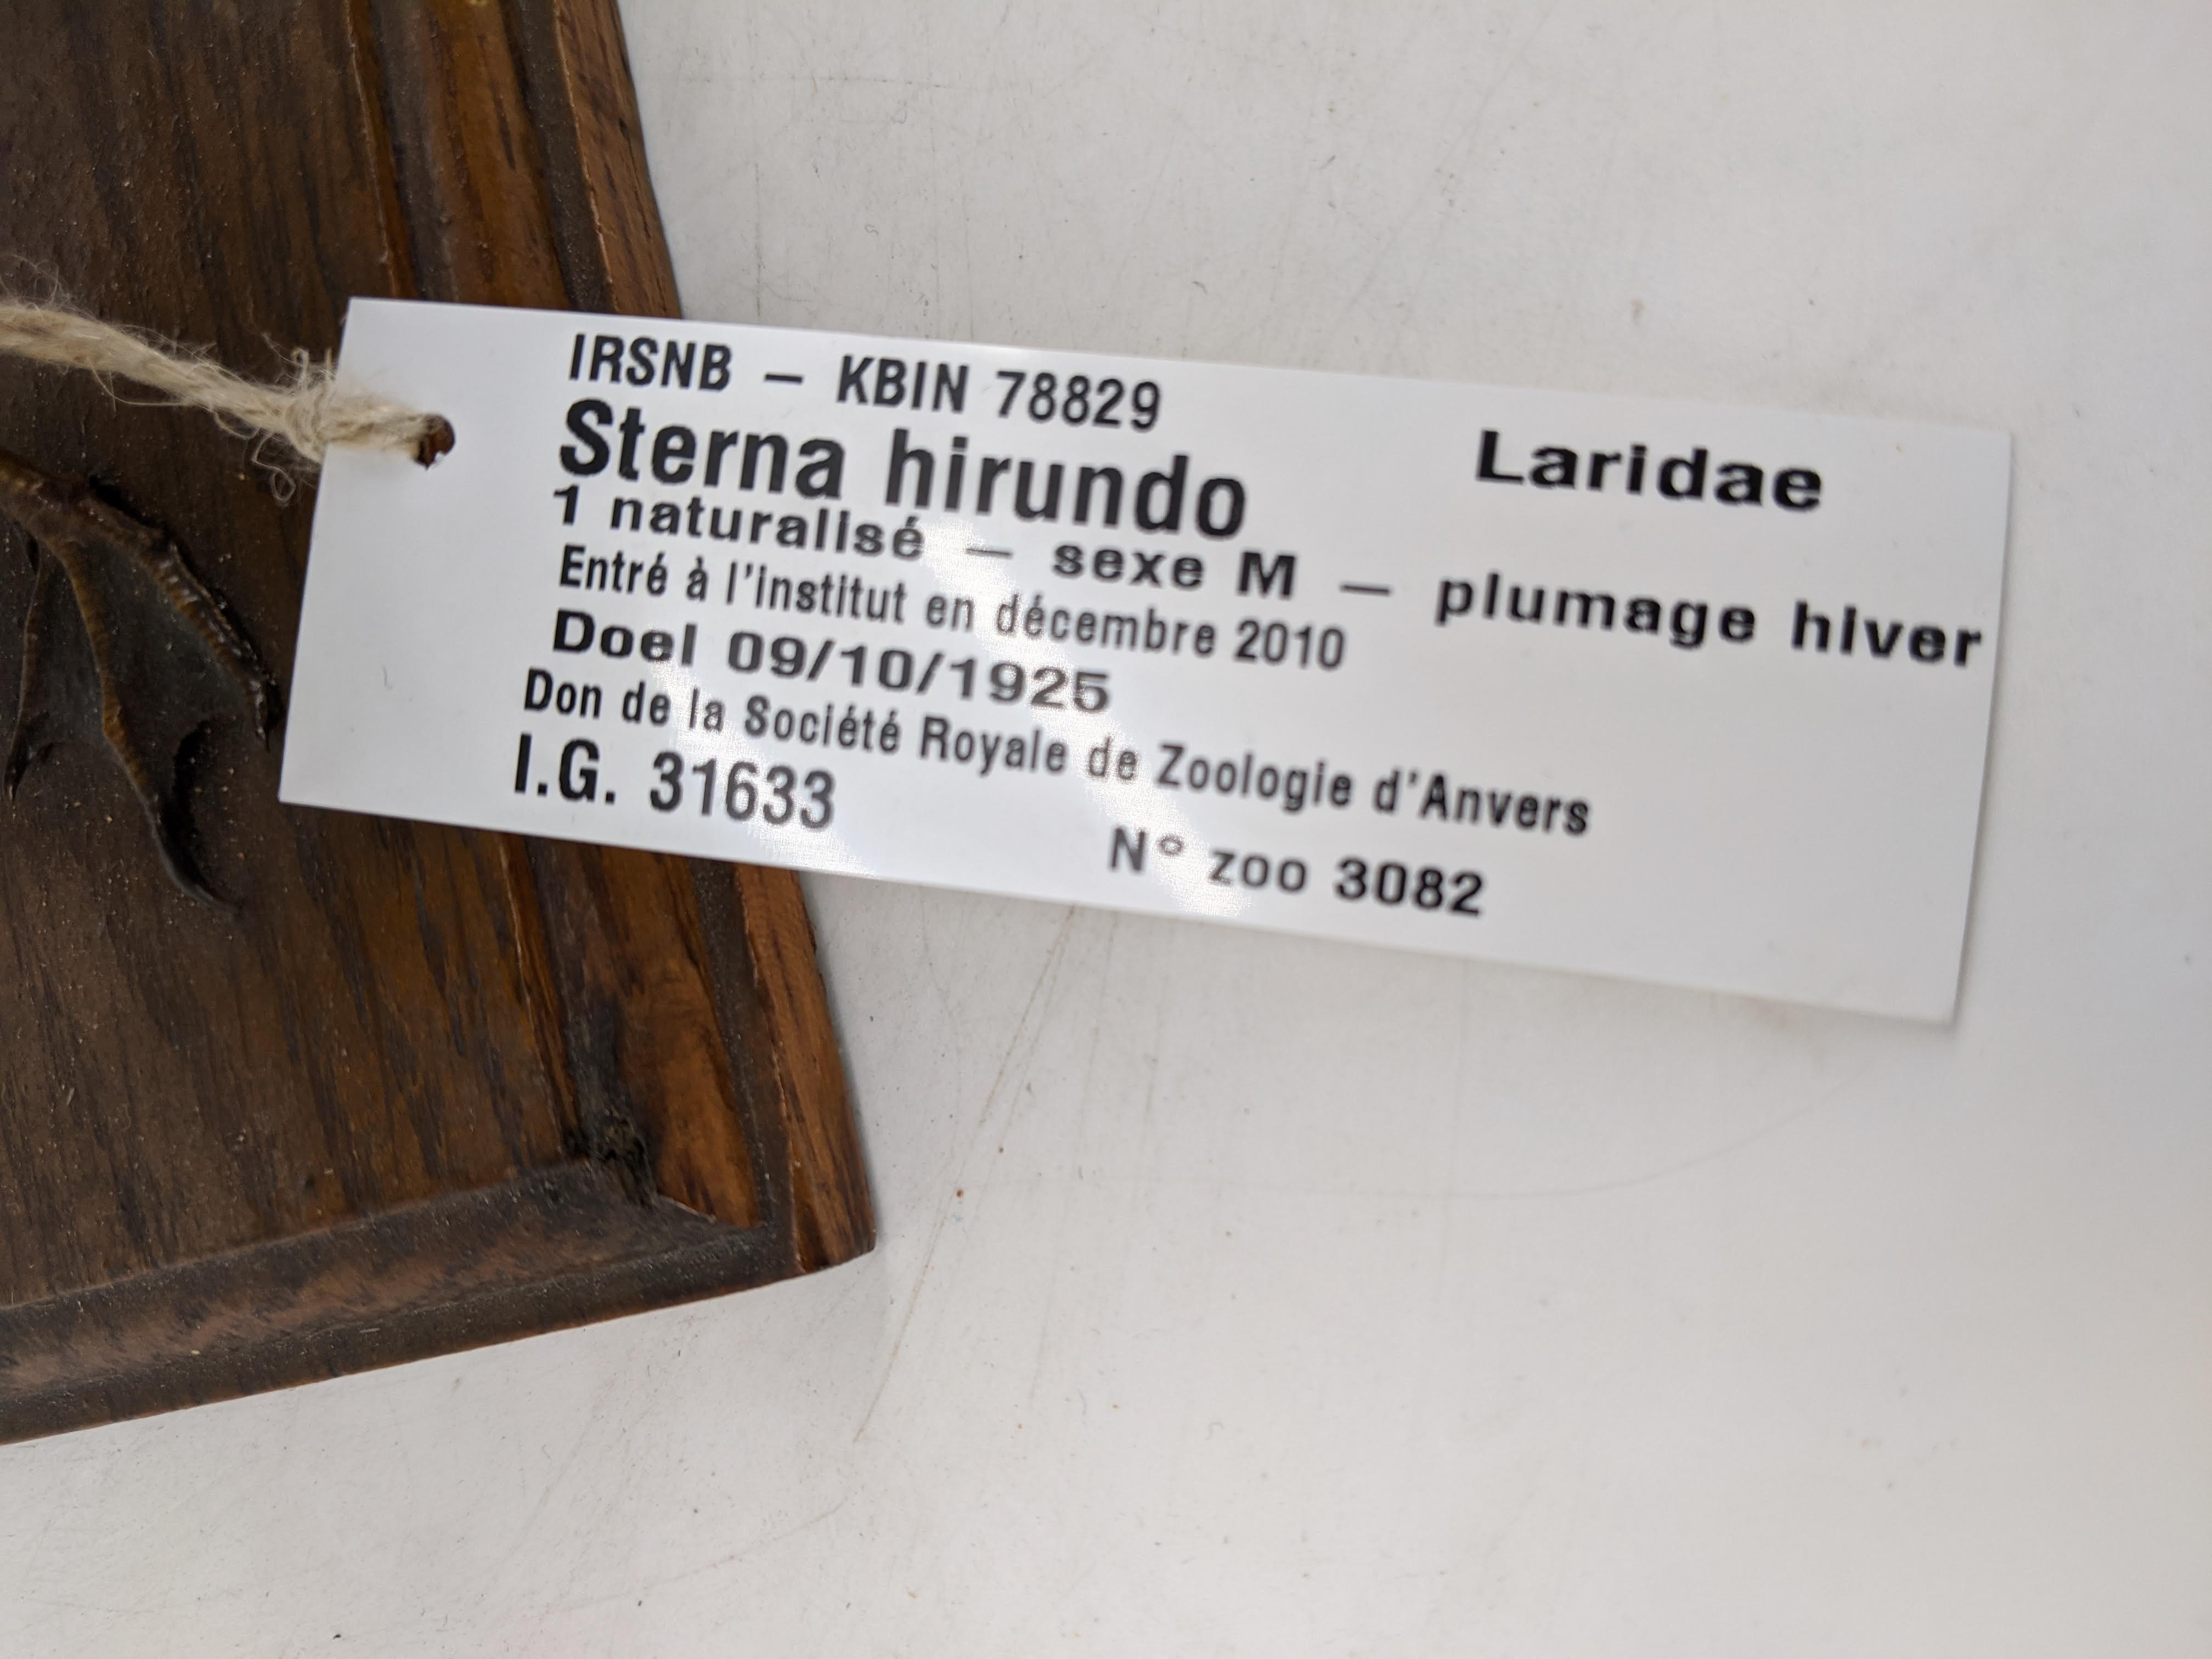 IRSNB – KBIN 78829
Sterna hirundo Laridae
1 naturalisé – sexe M – plumage hiver
Entré à l'institut en décembre 2010
Doel 09/10/1925
Don de la Société Royale de Zoologie d'Anvers
I.G. 31633 N° zoo 3082